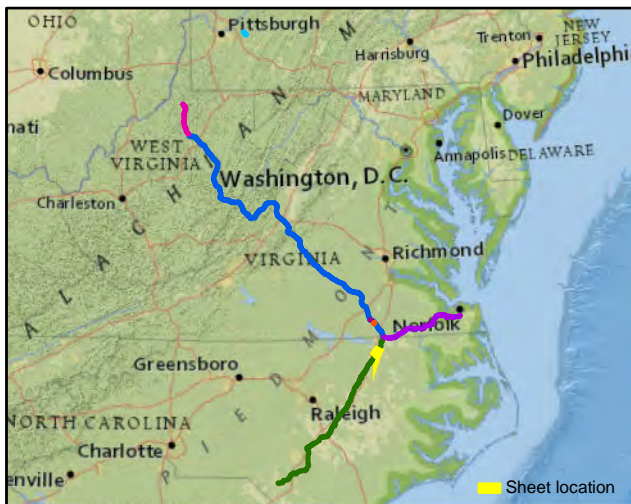 OHIO
Pittsburgh
Harrisburg
Trenton
NEW
JERSEY
Philadelphia
Columbus
MARYLAND
Dover
nati
WEST
VIRGINIA
Annapolis
DELAWARE
Washington, D.C.
Charleston
Richmond
VIRGINIA
Norfolk
Greensboro
Raleigh
NORTH CAROLINA
Charlotte
enville
A L A C H I A N M
P I E D M O N T
Sheet location